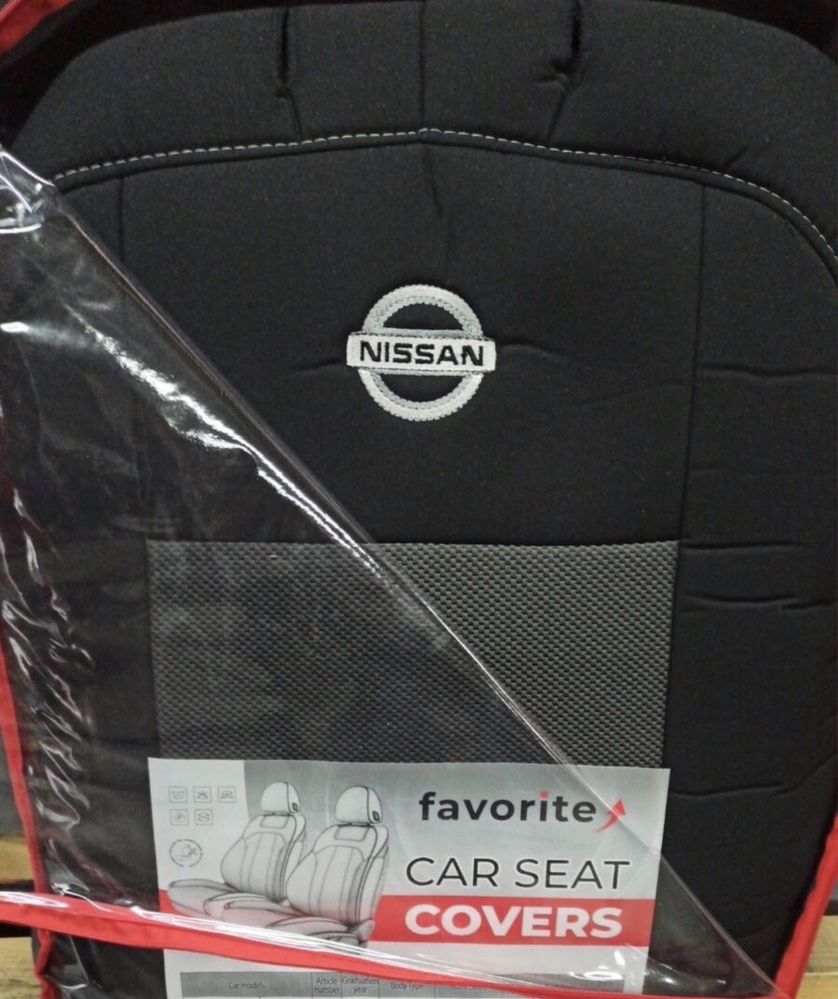 NISSAN
favorite
CAR SEAT
COVERS
Car models Article number Graduation year Body Type